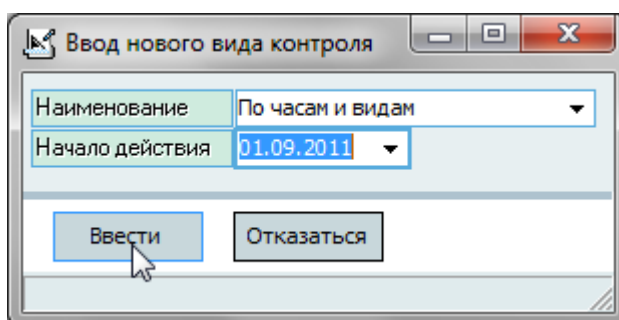 Ввод нового вида контроля
Наименование По часам и видам
Начало действия 01.09.2011
Ввести Отказаться